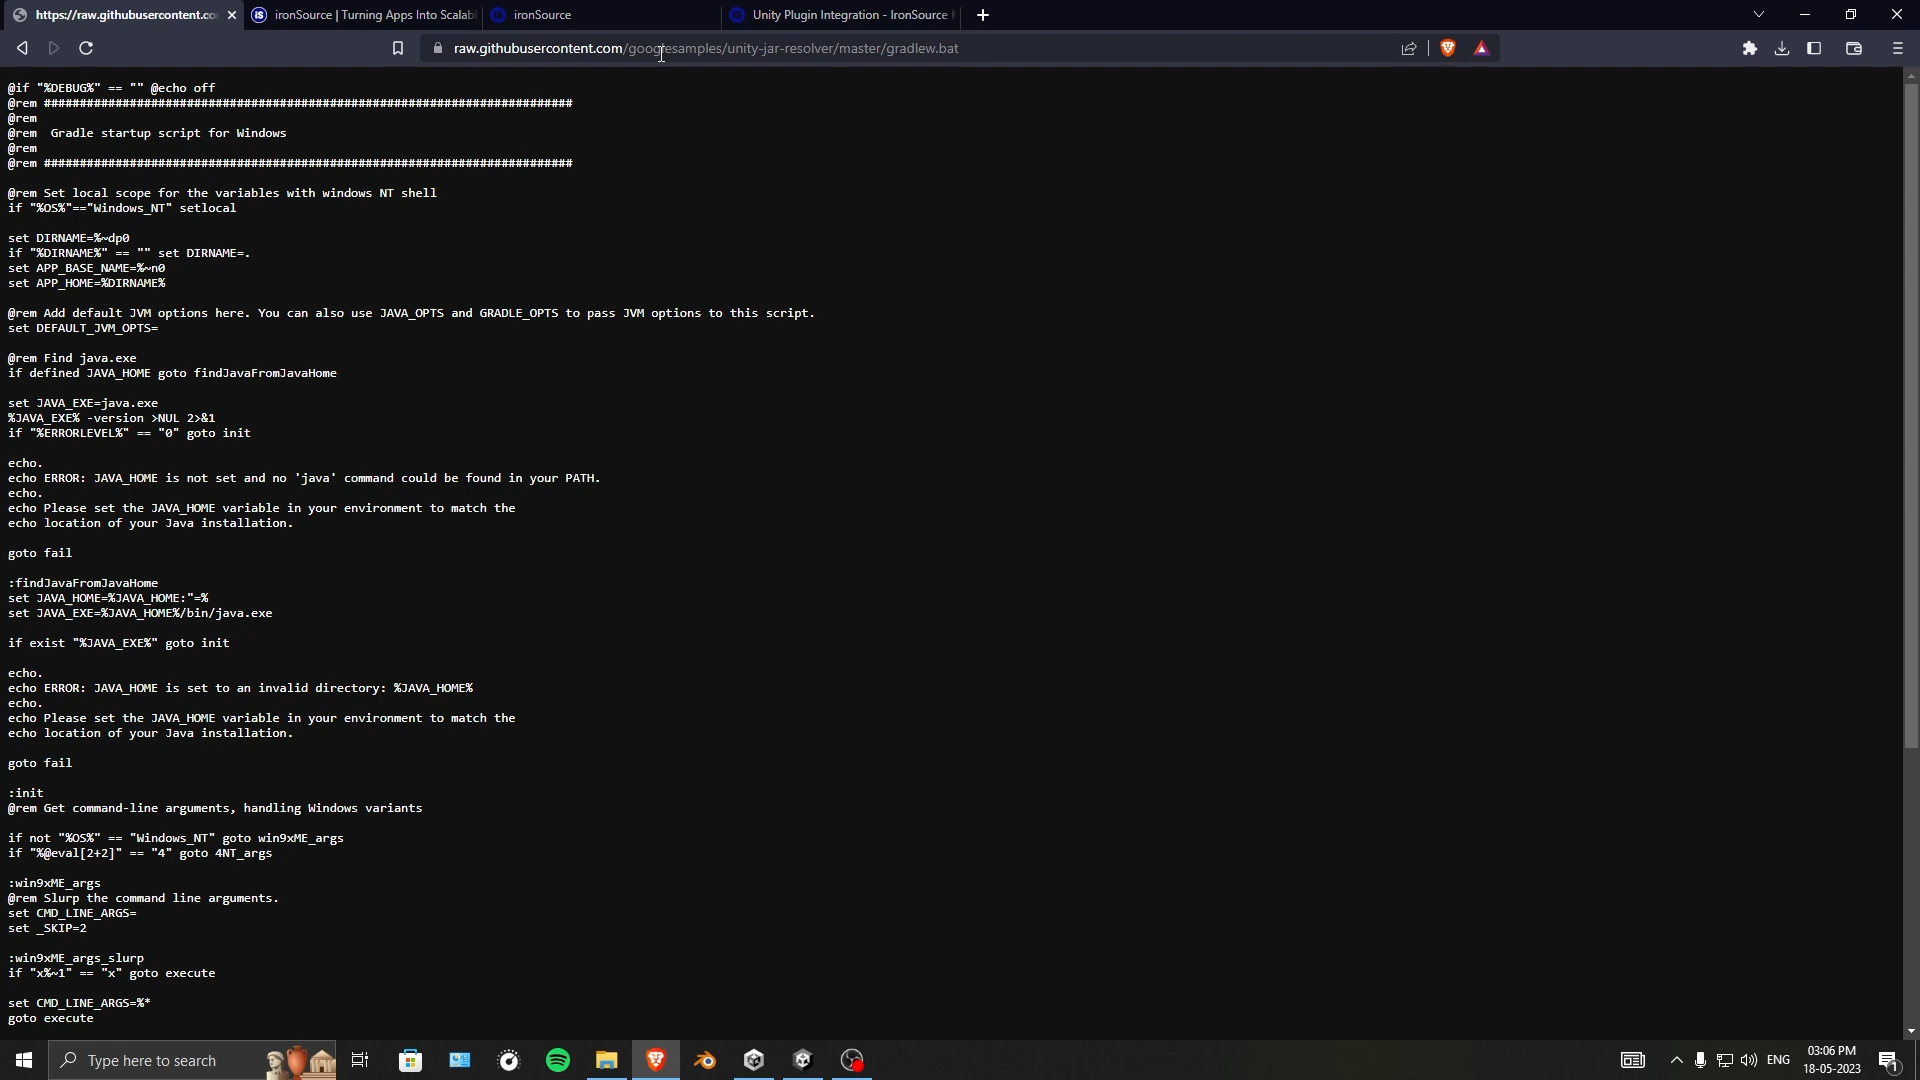 https://raw.githubusercontent.co
ironSource | Turning Apps Into Scalabl
ironSource
Unity Plugin Integration - IronSource
raw.githubusercontent.com/googlesamples/unity-jar-resolver/master/gradlew.bat
@if "%DEBUG%" == "" @echo off
@rem ##########################################################################
@rem
@rem  Gradle startup script for Windows
@rem
@rem ##########################################################################
@rem Set local scope for the variables with windows NT shell
if "%OS%"=="Windows_NT" setlocal
set DIRNAME=%~dp0
if "%DIRNAME%" == "" set DIRNAME=.
set APP_BASE_NAME=%~n0
set APP_HOME=%DIRNAME%
@rem Add default JVM options here. You can also use JAVA_OPTS and GRADLE_OPTS to pass JVM options to this script.
set DEFAULT_JVM_OPTS=
@rem Find java.exe
if defined JAVA_HOME goto findJavaFromJavaHome
set JAVA_EXE=java.exe
%JAVA_EXE% -version >NUL 2>&1
if "%ERRORLEVEL%" == "0" goto init
echo.
echo ERROR: JAVA_HOME is not set and no 'java' command could be found in your PATH.
echo.
echo Please set the JAVA_HOME variable in your environment to match the
echo location of your Java installation.
goto fail
:findJavaFromJavaHome
set JAVA_HOME=%JAVA_HOME:"=%
set JAVA_EXE=%JAVA_HOME%/bin/java.exe
if exist "%JAVA_EXE%" goto init
echo.
echo ERROR: JAVA_HOME is set to an invalid directory: %JAVA_HOME%
echo.
echo Please set the JAVA_HOME variable in your environment to match the
echo location of your Java installation.
goto fail
:init
@rem Get command-line arguments, handling Windows variants
if not "%OS%" == "Windows_NT" goto win9xME_args
if "%@eval[2+2]" == "4" goto 4NT_args
:win9xME_args
@rem Slurp the command line arguments.
set CMD_LINE_ARGS=
set _SKIP=2
:win9xME_args_slurp
if "x%~1" == "x" goto execute
set CMD_LINE_ARGS=%*
goto execute
Type here to search
ENG
03:06 PM
18-05-2023
1